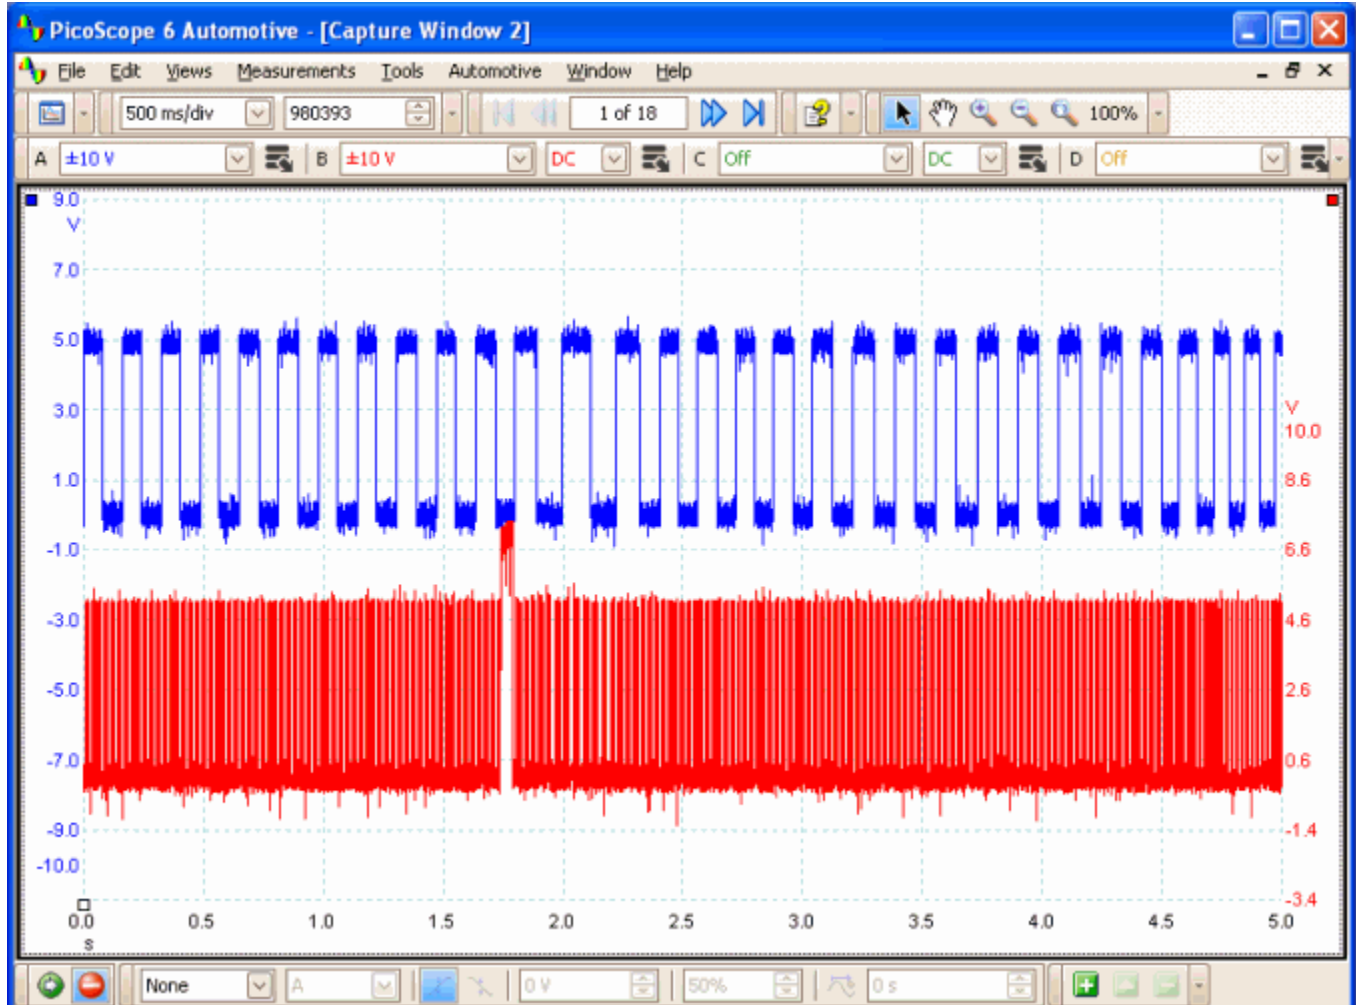 PicoScope 6 Automotive - [Capture Window 2]
File Edit Views Measurements Tools Automotive Window Help
500 ms/div 980393 1 of 18 100%
A ±10 V B ±10 V DC C Off DC D Off
9.0
V
7.0
5.0
3.0
V
10.0
1.0 8.6
-1.0 6.6
-3.0 4.6
-5.0 2.6
-7.0 0.6
-9.0 -1.4
-10.0
-3.4
0.0 0.5 1.0 1.5 2.0 2.5 3.0 3.5 4.0 4.5 5.0
s
None A 0 V 50% 0 s